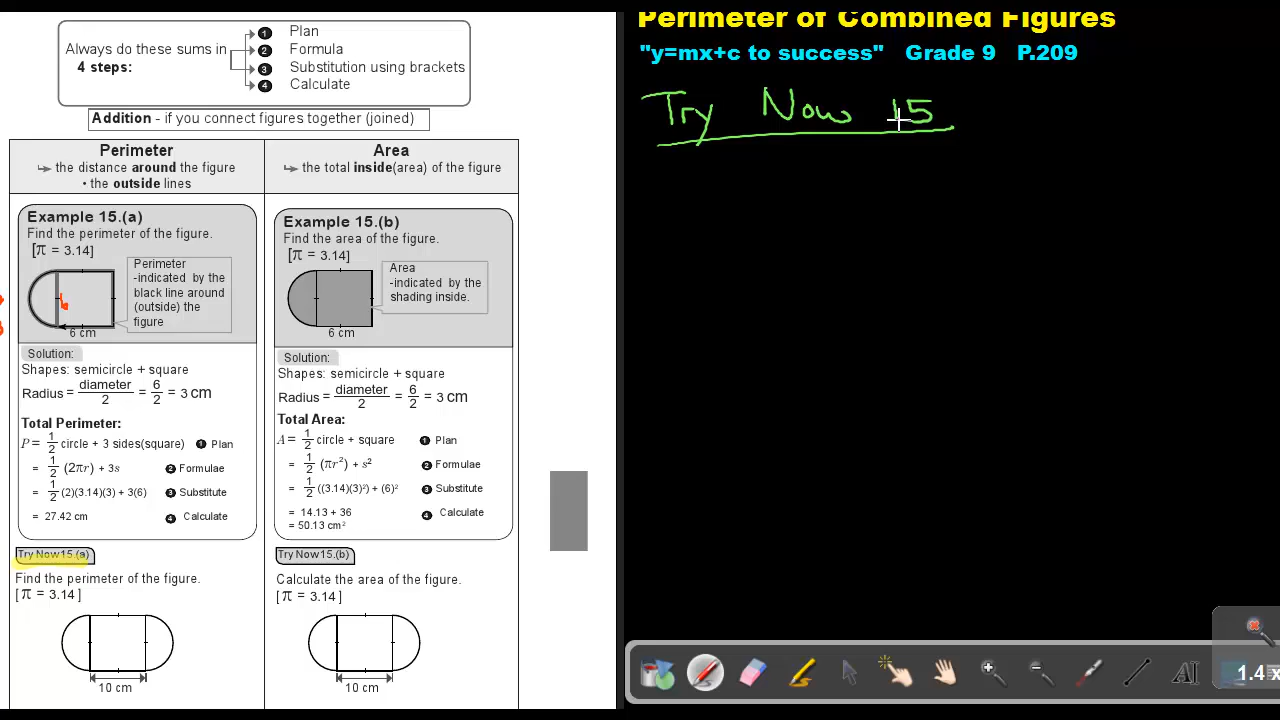 Always do these sums in
4 steps:
1 Plan
2 Formula
3 Substitution using brackets
4 Calculate
Addition - if you connect figures together (joined)
Perimeter
↳ the distance around the figure
• the outside lines
Area
↳ the total inside(area) of the figure
Example 15.(a)
Find the perimeter of the figure.
[π = 3.14]
Perimeter
-indicated by the
black line around
(outside) the
figure
6
6 cm
Solution:
Shapes: semicircle + square
Radius = diameter/2 = 6/2 = 3 cm
Total Perimeter:
P = 1/2 circle + 3 sides(square) 1 Plan
= 1/2 (2πr) + 3s 2 Formulae
= 1/2 (2)(3.14)(3) + 3(6) 3 Substitute
= 27.42 cm 4 Calculate
Try Now15.(a)
Find the perimeter of the figure.
[ π = 3.14 ]
10 cm
Example 15.(b)
Find the area of the figure.
[π = 3.14]
Area
-indicated by the
shading inside.
6 cm
Solution:
Shapes: semicircle + square
Radius = diameter/2 = 6/2 = 3 cm
Total Area:
A = 1/2 circle + square 1 Plan
= 1/2 (πr²) + s² 2 Formulae
= 1/2 ((3.14)(3)²) + (6)² 3 Substitute
= 14.13 + 36 4 Calculate
= 50.13 cm²
Try Now15.(b)
Calculate the area of the figure.
[ π = 3.14 ]
10 cm
Perimeter of Combined Figures
"y=mx+c to success" Grade 9 P.209
Try Now 15
AI
1.4 x